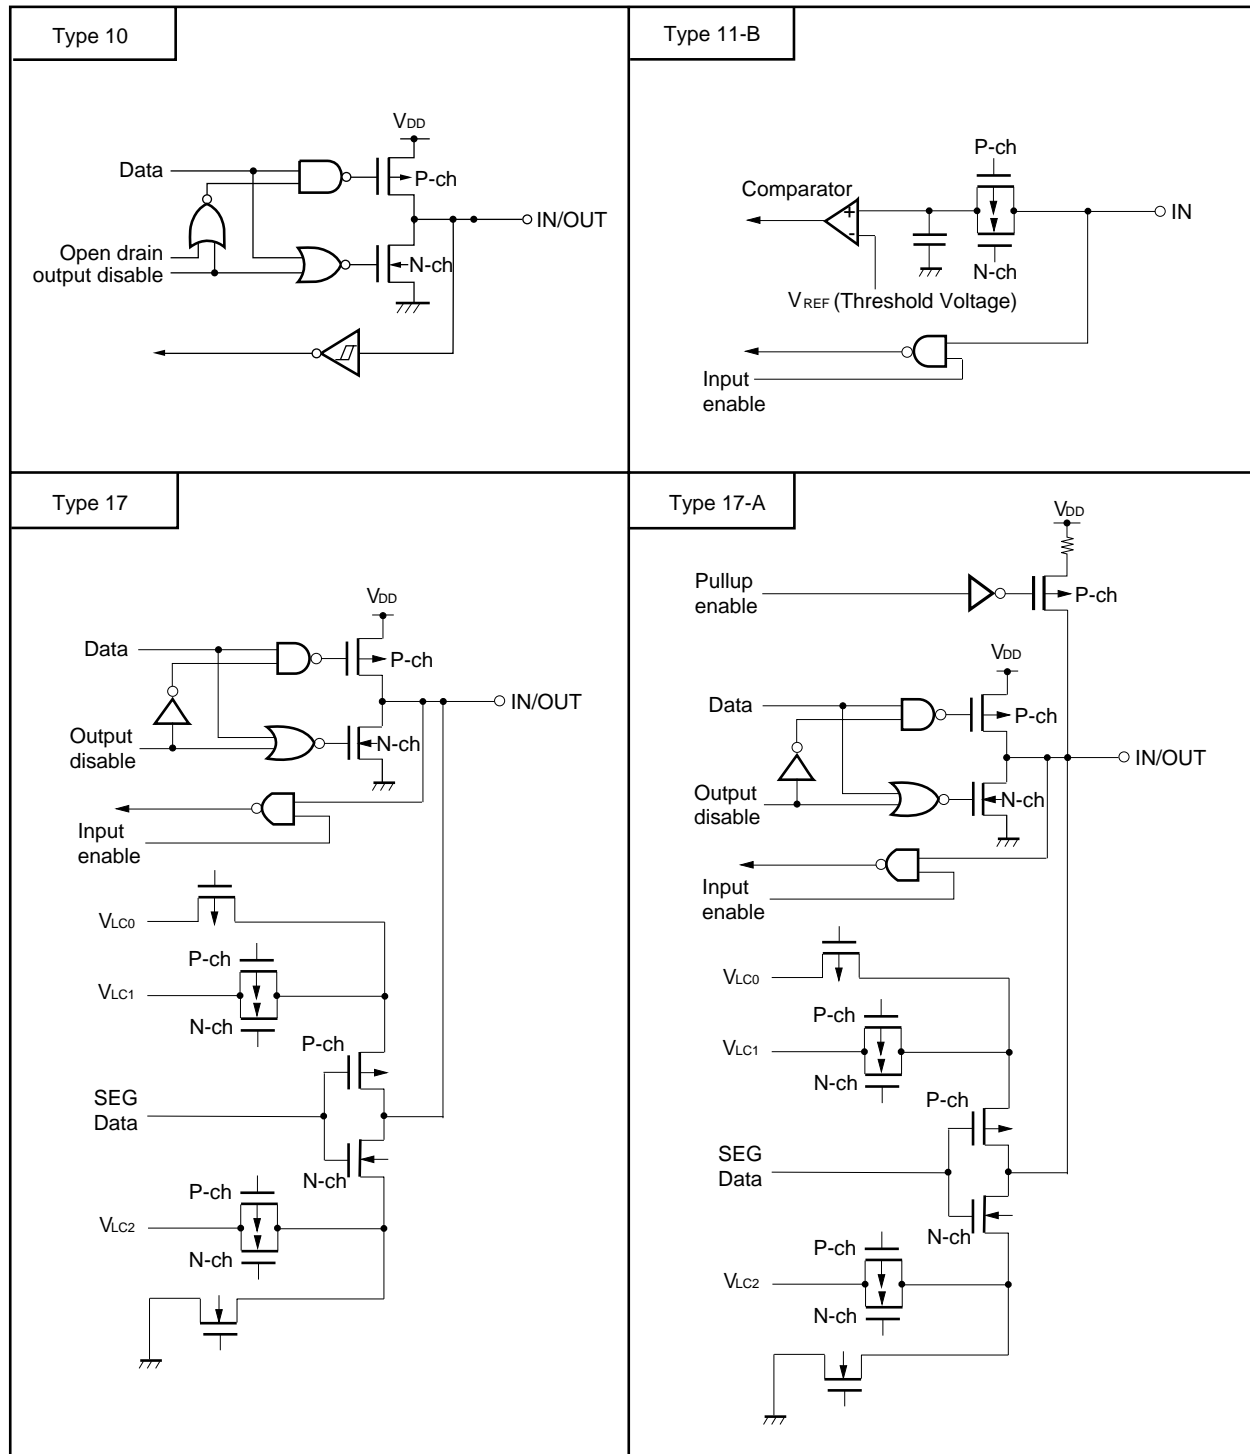 Type 10
VDD
Data
P-ch
IN/OUT
Open drain
output disable
N-ch
Type 11-B
P-ch
Comparator
+
-
IN
N-ch
VREF (Threshold Voltage)
Input
enable
Type 17
VDD
Data
P-ch
IN/OUT
Output
disable
N-ch
Input
enable
VLC0
P-ch
VLC1
N-ch
P-ch
SEG
Data
N-ch
P-ch
VLC2
N-ch
Type 17-A
VDD
Pullup
enable
P-ch
VDD
Data
P-ch
IN/OUT
Output
disable
N-ch
Input
enable
VLC0
P-ch
VLC1
N-ch
P-ch
SEG
Data
N-ch
P-ch
VLC2
N-ch